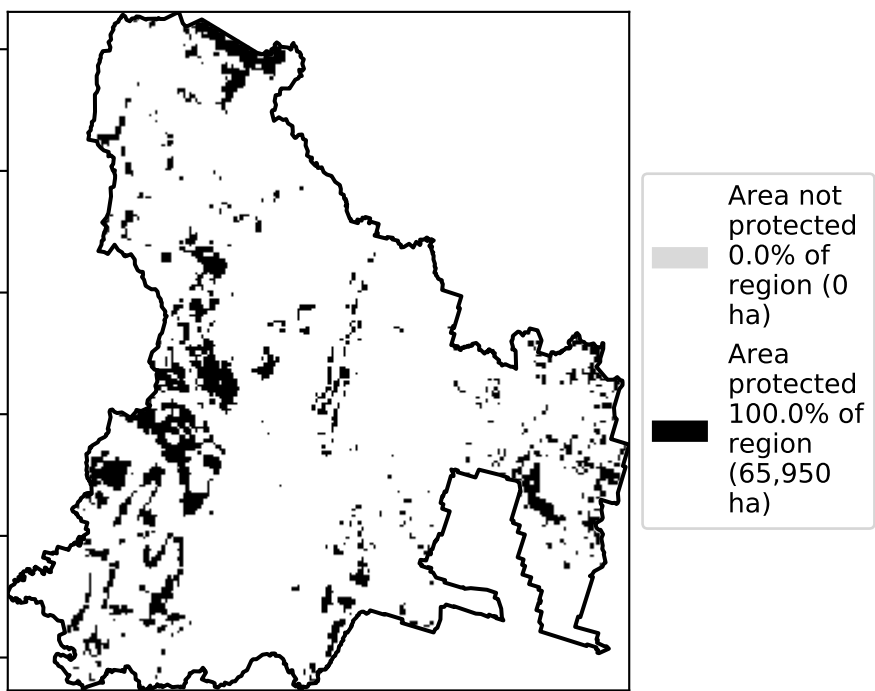 Area not
protected
0.0% of
region (0
ha)
Area
protected
100.0% of
region
(65,950
ha)